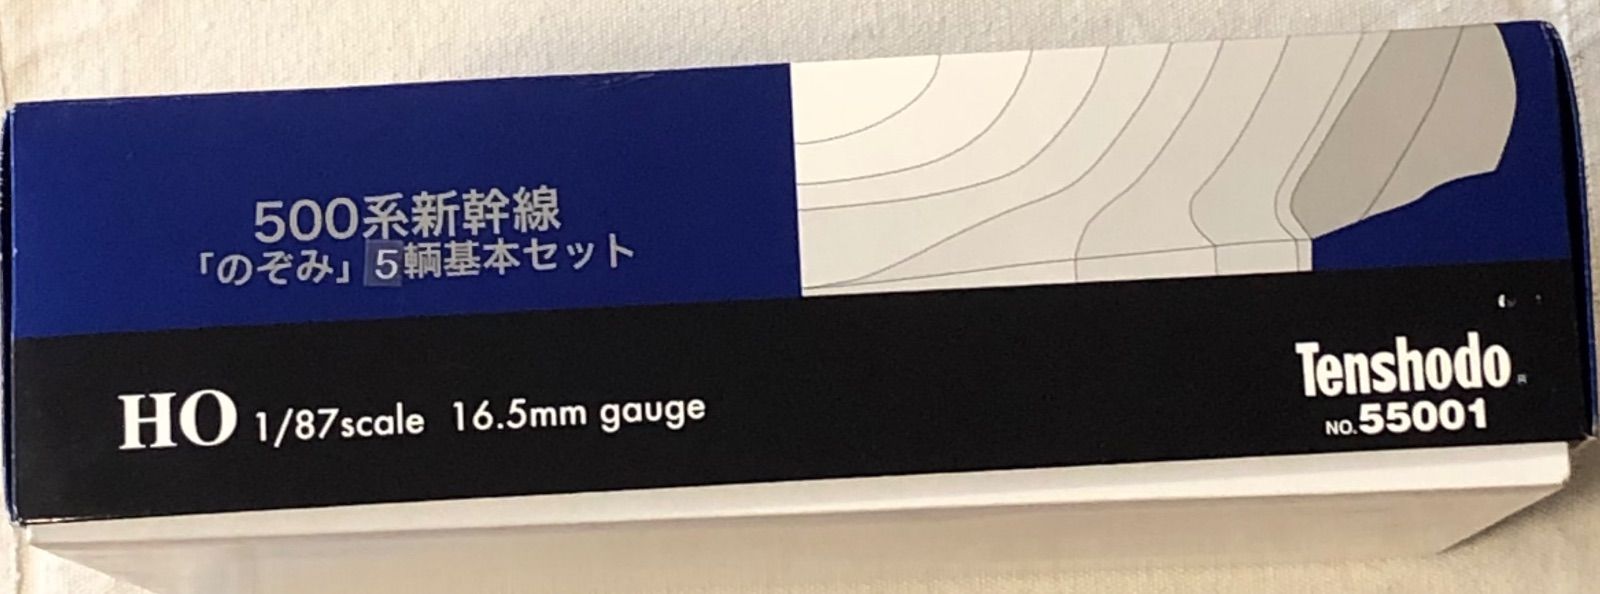 500系新幹線
「のぞみ」5輌基本セット
HO 1/87scale 16.5mm gauge
Tenshodo®
NO.55001